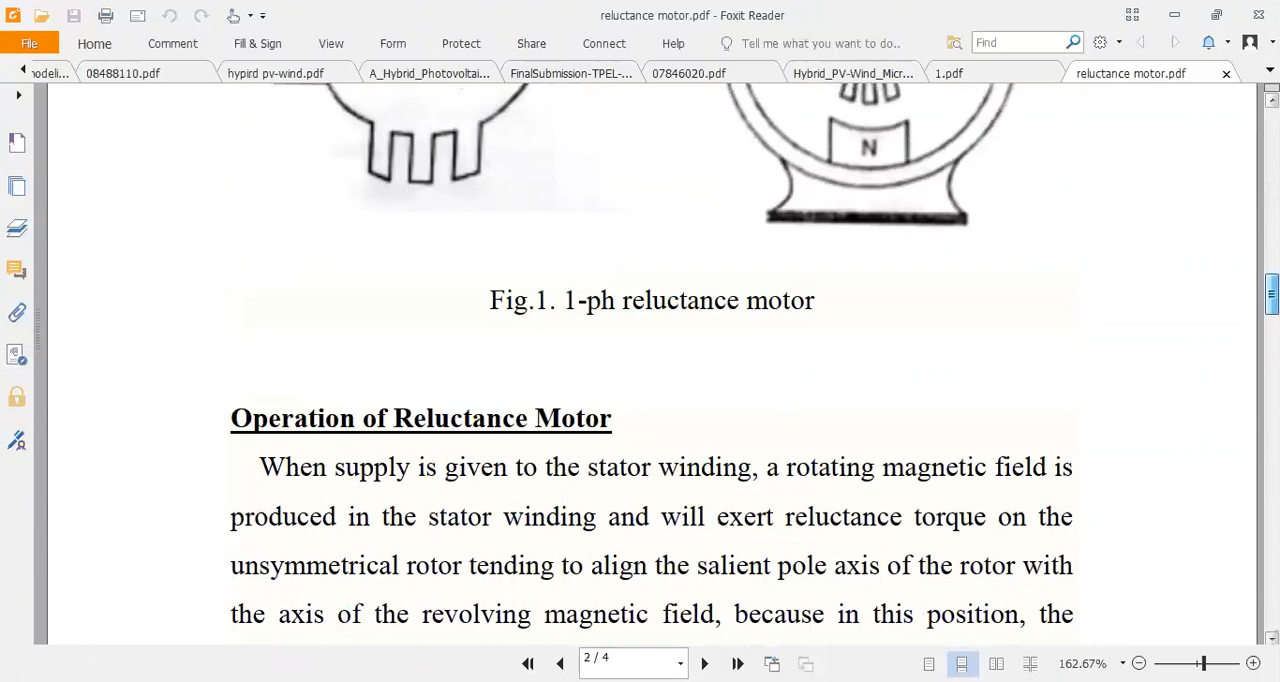 reluctance motor.pdf - Foxit Reader
File Home Comment Fill & Sign View Form Protect Share Connect Help Tell me what you want to do.. Find
nodeli... 08488110.pdf hypird pv-wind.pdf A_Hybrid_Photovoltai... FinalSubmission-TPEL-... 07846020.pdf Hybrid_PV-Wind_Micr... 1.pdf reluctance motor.pdf
N
Fig.1. 1-ph reluctance motor
Operation of Reluctance Motor
When supply is given to the stator winding, a rotating magnetic field is
produced in the stator winding and will exert reluctance torque on the
unsymmetrical rotor tending to align the salient pole axis of the rotor with
the axis of the revolving magnetic field, because in this position, the
2 / 4 162.67%